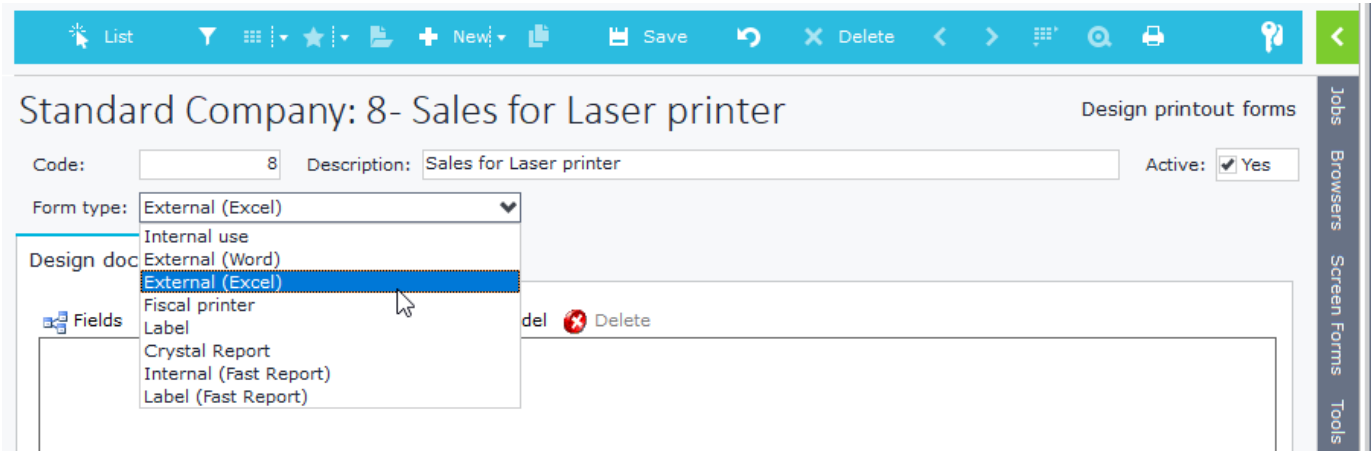 List New Save Delete
Standard Company: 8- Sales for Laser printer
Design printout forms
Code: 8 Description: Sales for Laser printer Active: Yes
Form type: External (Excel)
Internal use
Design doc
External (Word)
External (Excel)
Fiscal printer
Fields
Label
del Delete
Crystal Report
Internal (Fast Report)
Label (Fast Report)
Jobs
Browsers
Screen Forms
Tools